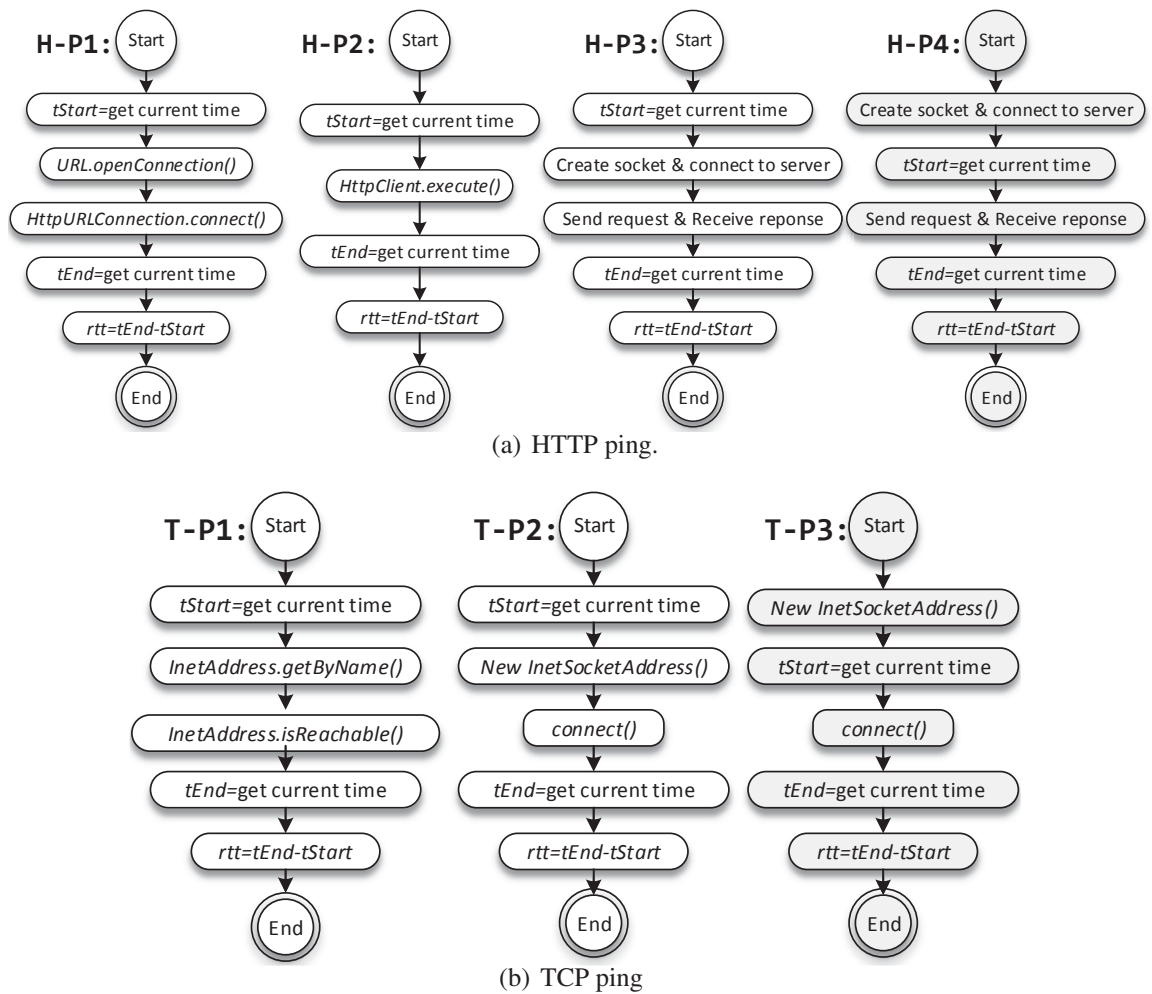 H-P1: Start
tStart=get current time
URL.openConnection()
HttpURLConnection.connect()
tEnd=get current time
rtt=tEnd-tStart
End
H-P2: Start
tStart=get current time
HttpClient.execute()
tEnd=get current time
rtt=tEnd-tStart
End
H-P3: Start
tStart=get current time
Create socket & connect to server
Send request & Receive reponse
tEnd=get current time
rtt=tEnd-tStart
End
H-P4: Start
Create socket & connect to server
tStart=get current time
Send request & Receive reponse
tEnd=get current time
rtt=tEnd-tStart
End
(a) HTTP ping.
T-P1: Start
tStart=get current time
InetAddress.getByName()
InetAddress.isReachable()
tEnd=get current time
rtt=tEnd-tStart
End
T-P2: Start
tStart=get current time
New InetSocketAddress()
connect()
tEnd=get current time
rtt=tEnd-tStart
End
T-P3: Start
New InetSocketAddress()
tStart=get current time
connect()
tEnd=get current time
rtt=tEnd-tStart
End
(b) TCP ping